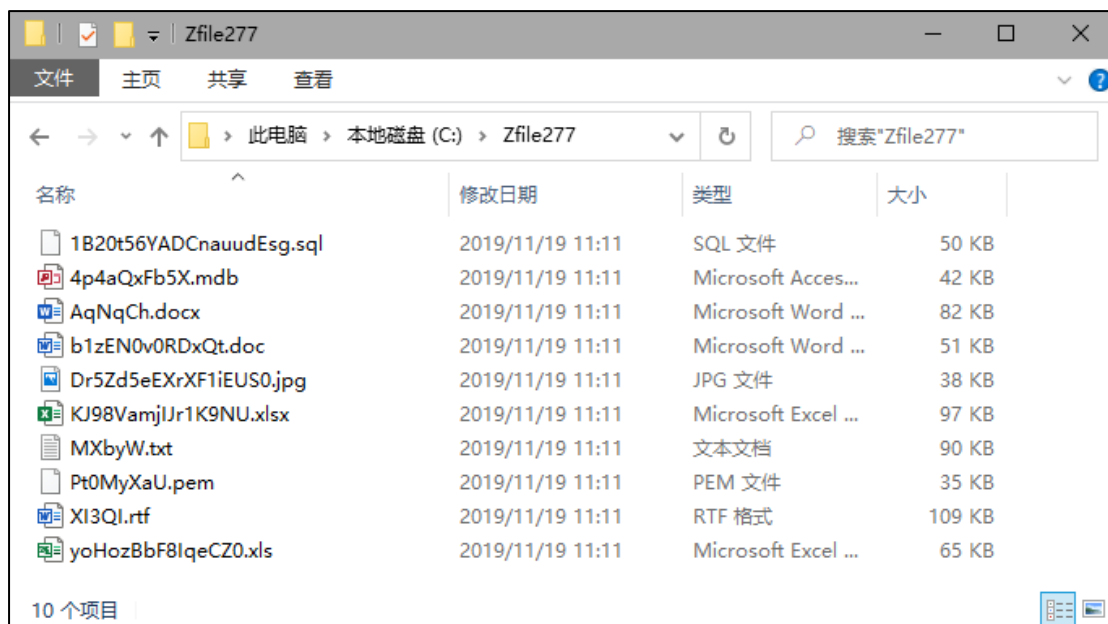 Zfile277
文件 主页 共享 查看
此电脑 › 本地磁盘 (C:) › Zfile277 搜索"Zfile277"
名称 修改日期 类型 大小
1B20t56YADCnauudEsg.sql 2019/11/19 11:11 SQL 文件 50 KB
4p4aQxFb5X.mdb 2019/11/19 11:11 Microsoft Acces... 42 KB
AqNqCh.docx 2019/11/19 11:11 Microsoft Word ... 82 KB
b1zEN0v0RDxQt.doc 2019/11/19 11:11 Microsoft Word ... 51 KB
Dr5Zd5eEXrXF1iEUS0.jpg 2019/11/19 11:11 JPG 文件 38 KB
KJ98VamjIJr1K9NU.xlsx 2019/11/19 11:11 Microsoft Excel ... 97 KB
MXbyW.txt 2019/11/19 11:11 文本文档 90 KB
Pt0MyXaU.pem 2019/11/19 11:11 PEM 文件 35 KB
XI3QI.rtf 2019/11/19 11:11 RTF 格式 109 KB
yoHozBbF8IqeCZ0.xls 2019/11/19 11:11 Microsoft Excel ... 65 KB
10 个项目